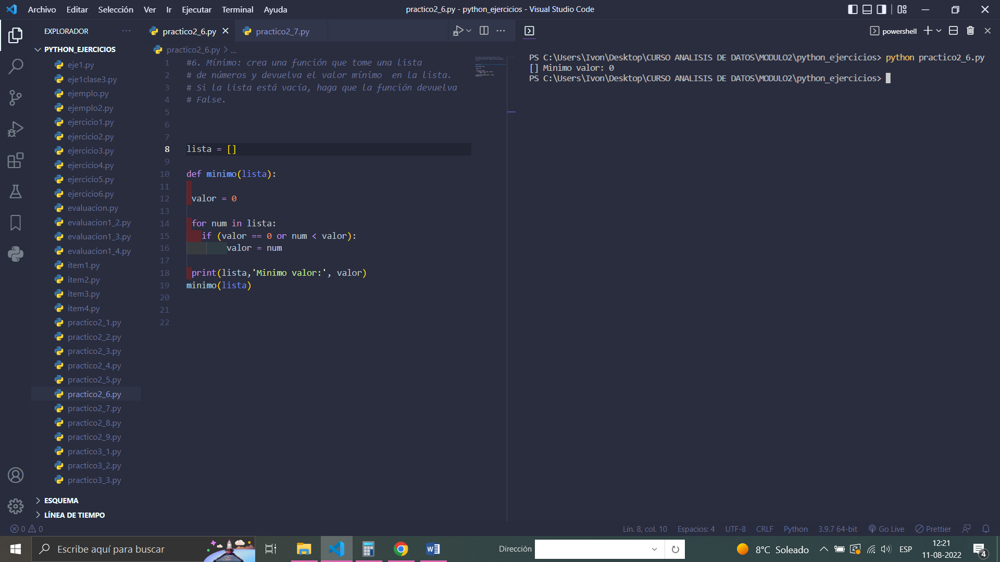 Archivo Editar Selección Ver Ir Ejecutar Terminal Ayuda
practico2_6.py - python_ejercicios - Visual Studio Code
EXPLORADOR
PYTHON_EJERCICIOS
eje1.py
eje1clase3.py
ejemplo.py
ejemplo2.py
ejercicio1.py
ejercicio2.py
ejercicio3.py
ejercicio4.py
ejercicio5.py
ejercicio6.py
evaluacion.py
evaluacion1_2.py
evaluacion1_3.py
evaluacion1_4.py
item1.py
item2.py
item3.py
item4.py
practico2_1.py
practico2_2.py
practico2_3.py
practico2_4.py
practico2_5.py
practico2_6.py
practico2_7.py
practico2_8.py
practico2_9.py
practico3_1.py
practico3_2.py
practico3_3.py
ESQUEMA
LÍNEA DE TIEMPO
practico2_6.py practico2_7.py
practico2_6.py > ...
1 #6. Mínimo: crea una función que tome una lista
2 # de números y devuelva el valor mínimo  en la lista.
3 # Si la lista está vacía, haga que la función devuelva
4 # False.
5
6
7
8 lista = []
9
10 def minimo(lista):
11
12 valor = 0
13
14 for num in lista:
15 if (valor == 0 or num < valor):
16 valor = num
17
18 print(lista,'Minimo valor:', valor)
19 minimo(lista)
20
21
22
powershell
PS C:\Users\Ivon\Desktop\CURSO ANALISIS DE DATOS\MODULO2\python_ejercicios> python practico2_6.py
[] Minimo valor: 0
PS C:\Users\Ivon\Desktop\CURSO ANALISIS DE DATOS\MODULO2\python_ejercicios>
0 0
Lín. 8, col. 10 Espacios: 4 UTF-8 CRLF Python 3.9.7 64-bit Go Live Prettier
Escribe aquí para buscar
Dirección
8°C Soleado
ESP
12:21
11-08-2022
4